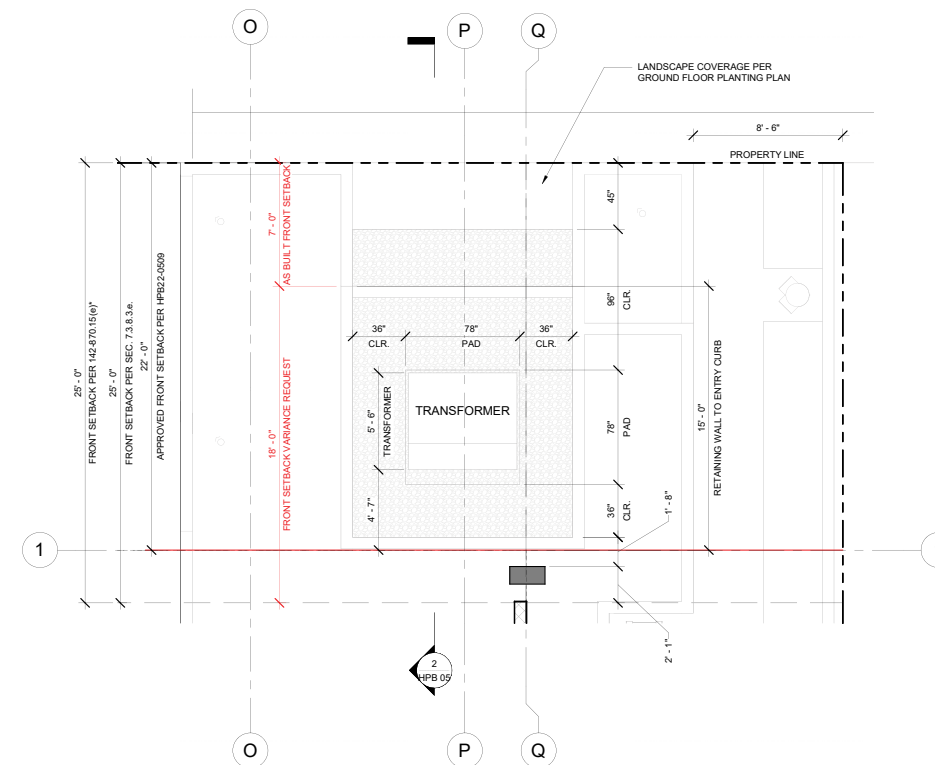 O
P
Q
LANDSCAPE COVERAGE PER
GROUND FLOOR PLANTING PLAN
8' - 6"
PROPERTY LINE
25' - 0"
FRONT SETBACK PER 142-870.15(e)"
25' - 0"
FRONT SETBACK PER SEC. 7.3.8.3.e.
22' - 0"
APPROVED FRONT SETBACK PER HPB22-0509
7' - 0"
AS BUILT FRONT SETBACK
18' - 0"
FRONT SETBACK VARIANCE REQUEST
45"
96"
CLR.
36"
CLR.
78"
PAD
36"
CLR.
5' - 6"
TRANSFORMER
TRANSFORMER
4' - 7"
78"
PAD
36"
CLR.
15' - 0"
RETAINING WALL TO ENTRY CURB
1' - 8"
2' - 1"
1
2
HPB 05
O
P
Q